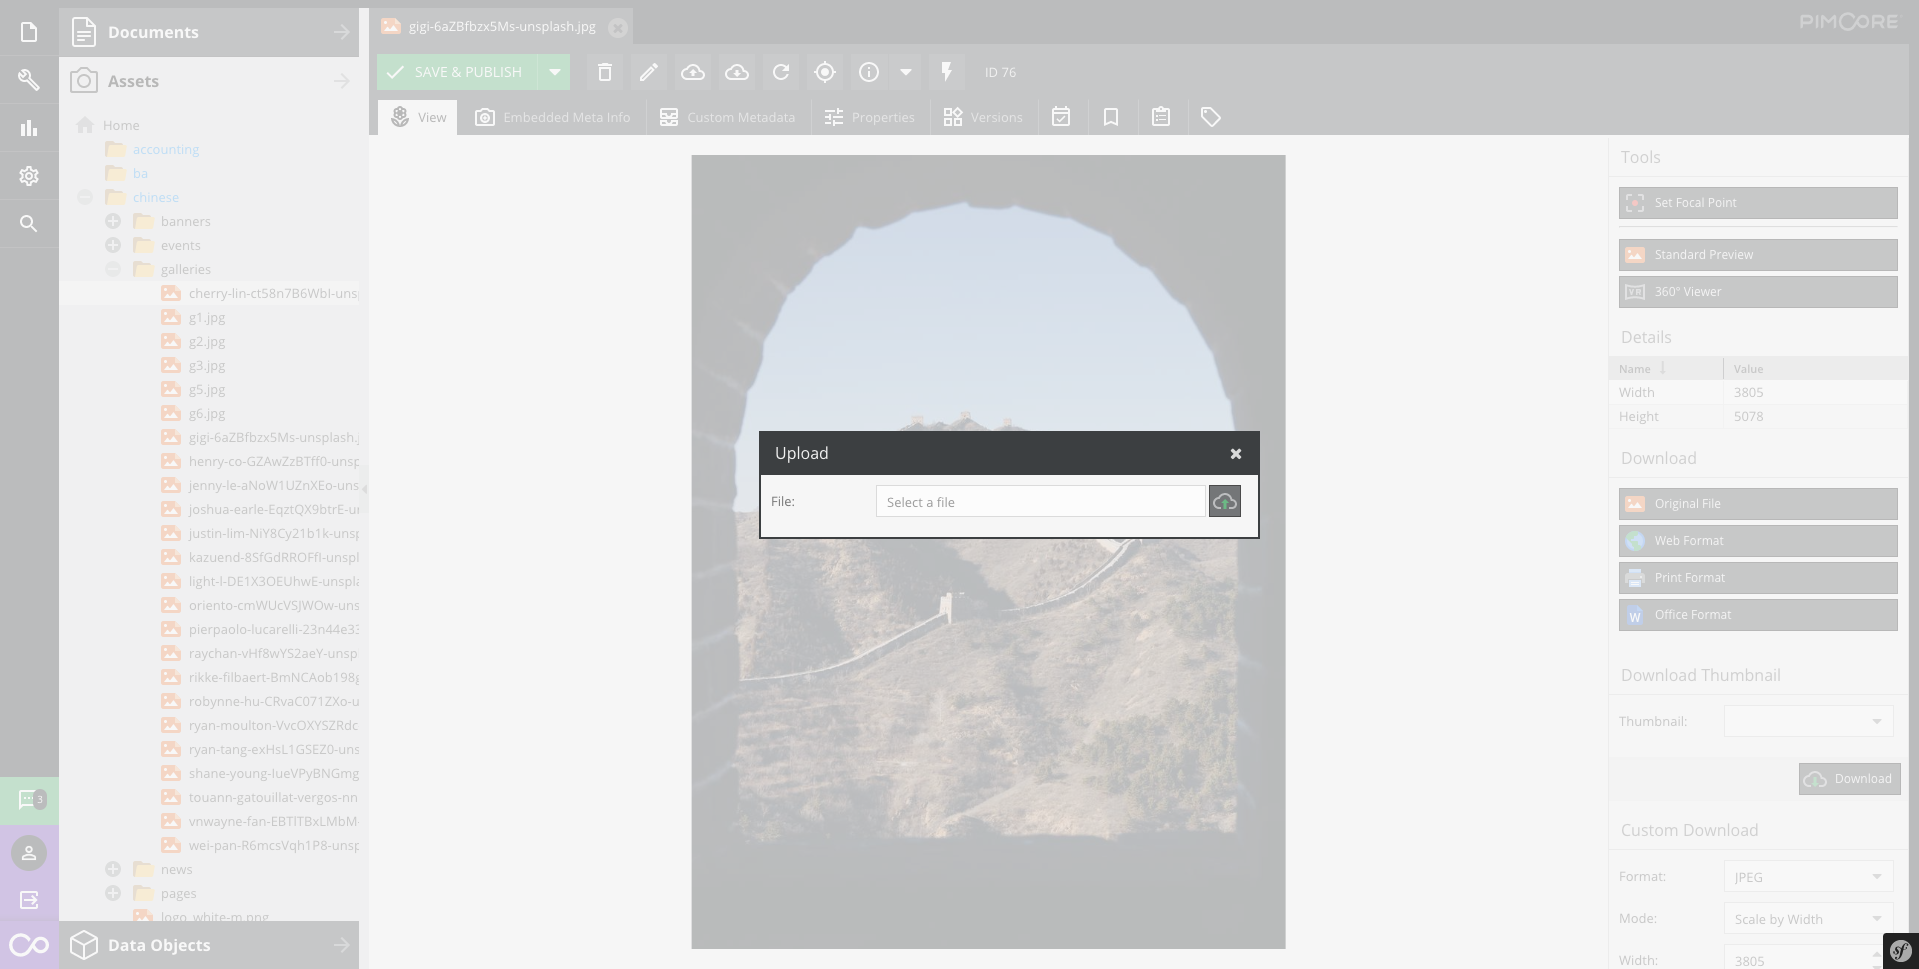 Documents
Assets
Home
accounting
ba
chinese
banners
events
galleries
cherry-lin-ct58n7B6WbI-uns
g1.jpg
g2.jpg
g3.jpg
g5.jpg
g6.jpg
gigi-6aZBfbzx5Ms-unsplash.j
henry-co-GZAwZzBTff0-unsp
jenny-le-aNoW1UZnXEo-uns
joshua-earle-EqztQX9btrE-u
justin-lim-NiY8Cy21b1k-unsp
kazuend-8SfGdRROFfI-unspl
light-l-DE1X3OEUhwE-unspla
oriento-cmWUcVSJWOw-uns
pierpaolo-lucarelli-23n44e33
raychan-vHf8wYS2aeY-unsp
rikke-filbaert-BmNCAob198g
robynne-hu-CRvaC071ZXo-u
ryan-moulton-VvcOXYSZRdc
ryan-tang-exHsL1GSEZ0-uns
shane-young-IueVPyBNGmg
touann-gatouillat-vergos-nn
vnwayne-fan-EBTlTBxLMbM-
wei-pan-R6mcsVqh1P8-unsp
news
pages
logo_white-m.png
Data Objects
3
gigi-6aZBfbzx5Ms-unsplash.jpg
PIMCORE
SAVE & PUBLISH
ID 76
View
Embedded Meta Info
Custom Metadata
Properties
Versions
Upload
File:
Select a file
Tools
Set Focal Point
Standard Preview
VR
360° Viewer
Details
Name
Value
Width
3805
Height
5078
Download
Original File
Web Format
Print Format
W
Office Format
Download Thumbnail
Thumbnail:
Download
Custom Download
Format:
JPEG
Mode:
Scale by Width
Width:
3805
sf